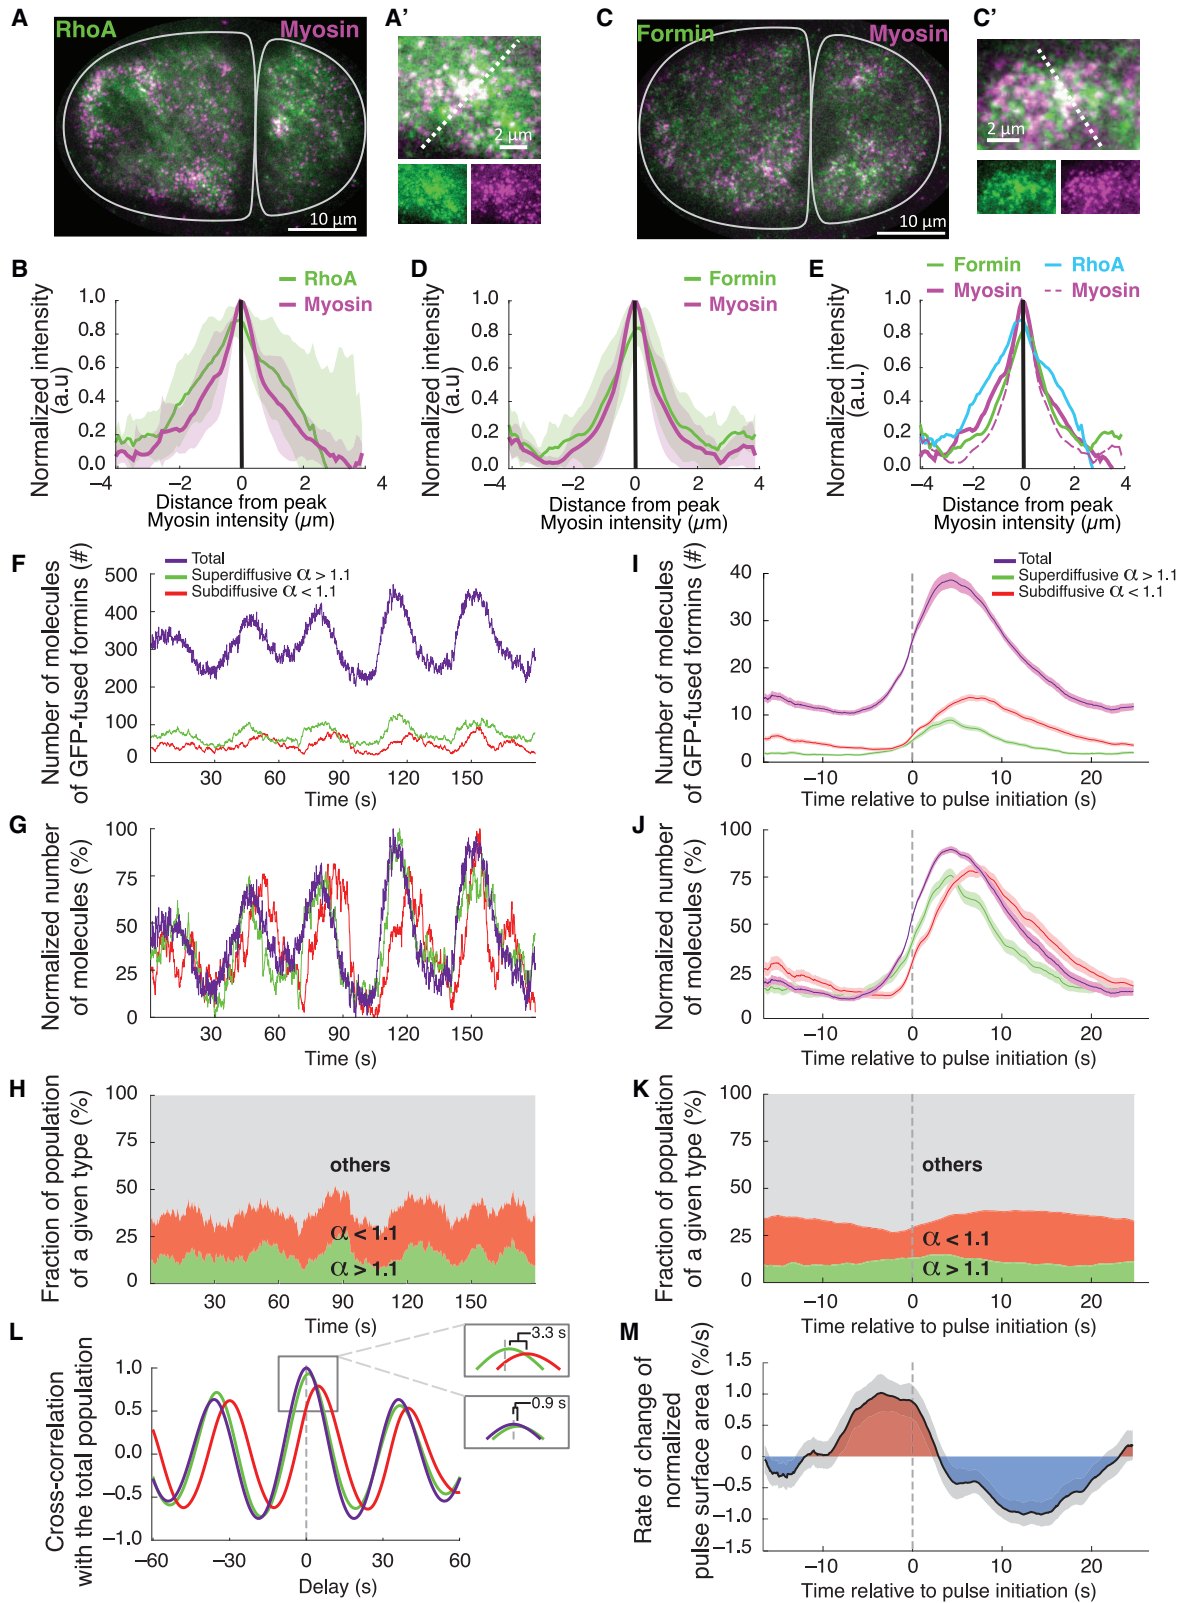 A
RhoA
Myosin
10 µm
A'
2 µm
C
Formin
Myosin
10 µm
C'
2 µm
B
RhoA
Myosin
Normalized intensity
(a.u)
1.0
0.8
0.6
0.4
0.2
0.0
−4
−2
0
2
4
Distance from peak
Myosin intensity (µm)
D
Formin
Myosin
Normalized intensity
(a.u)
1.0
0.8
0.6
0.4
0.2
0.0
−4
−2
0
2
4
Distance from peak
Myosin intensity (µm)
E
Formin
RhoA
Myosin
Myosin
Normalized intensity
(a.u.)
1.0
0.8
0.6
0.4
0.2
0.0
−4
−2
0
2
4
Distance from peak
Myosin intensity (µm)
F
Total
Superdiffusive α > 1.1
Subdiffusive α < 1.1
Number of molecules
of GFP-fused formins (#)
500
400
300
200
100
0
30
60
90
120
150
Time (s)
I
Total
Superdiffusive α > 1.1
Subdiffusive α < 1.1
Number of molecules
of GFP-fused formins (#)
40
30
20
10
0
−10
0
10
20
Time relative to pulse initiation (s)
G
Normalized number
of molecules (%)
100
75
50
25
0
30
60
90
120
150
Time (s)
J
Normalized number
of molecules (%)
100
75
50
25
0
−10
0
10
20
Time relative to pulse initiation (s)
H
Fraction of population
of a given type (%)
100
75
50
25
0
others
α < 1.1
α > 1.1
30
60
90
120
150
Time (s)
K
Fraction of population
of a given type (%)
100
75
50
25
0
others
α < 1.1
α > 1.1
−10
0
10
20
Time relative to pulse initiation (s)
L
Cross-correlation
with the total population
1.0
0.5
0.0
−0.5
−1.0
−60
−30
0
30
60
Delay (s)
3.3 s
0.9 s
M
Rate of change of
normalized
pulse surface area (%/s)
1.5
1.0
0.5
0
−0.5
−1.0
−1.5
−10
0
10
20
Time relative to pulse initiation (s)